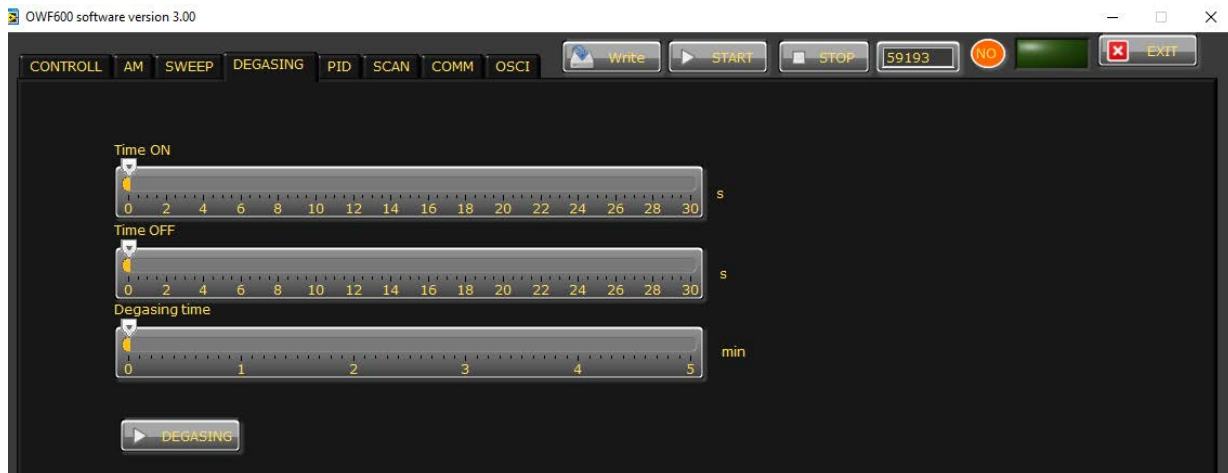 OWF600 software version 3.00
CONTROLL AM SWEEP DEGASING PID SCAN COMM OSCI Write START STOP 59193 NO EXIT
Time ON
0 2 4 6 8 10 12 14 16 18 20 22 24 26 28 30 s
Time OFF
0 2 4 6 8 10 12 14 16 18 20 22 24 26 28 30 s
Degasing time
0 1 2 3 4 5 min
DEGASING